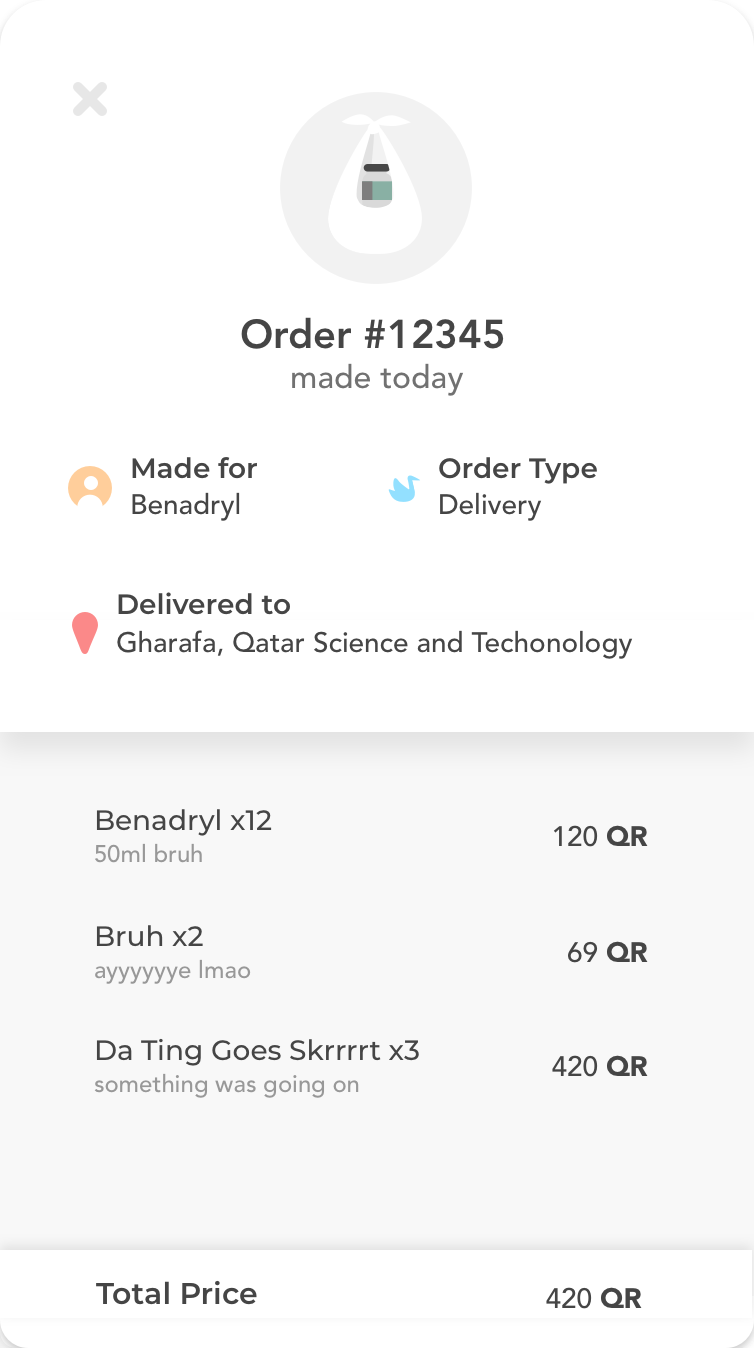 Order #12345
made today
Made for
Benadryl
Order Type
Delivery
Delivered to
Gharafa, Qatar Science and Techonology
Benadryl x12
50ml bruh
120 QR
Bruh x2
ayyyyyye lmao
69 QR
Da Ting Goes Skrrrrt x3
something was going on
420 QR
Total Price
420 QR